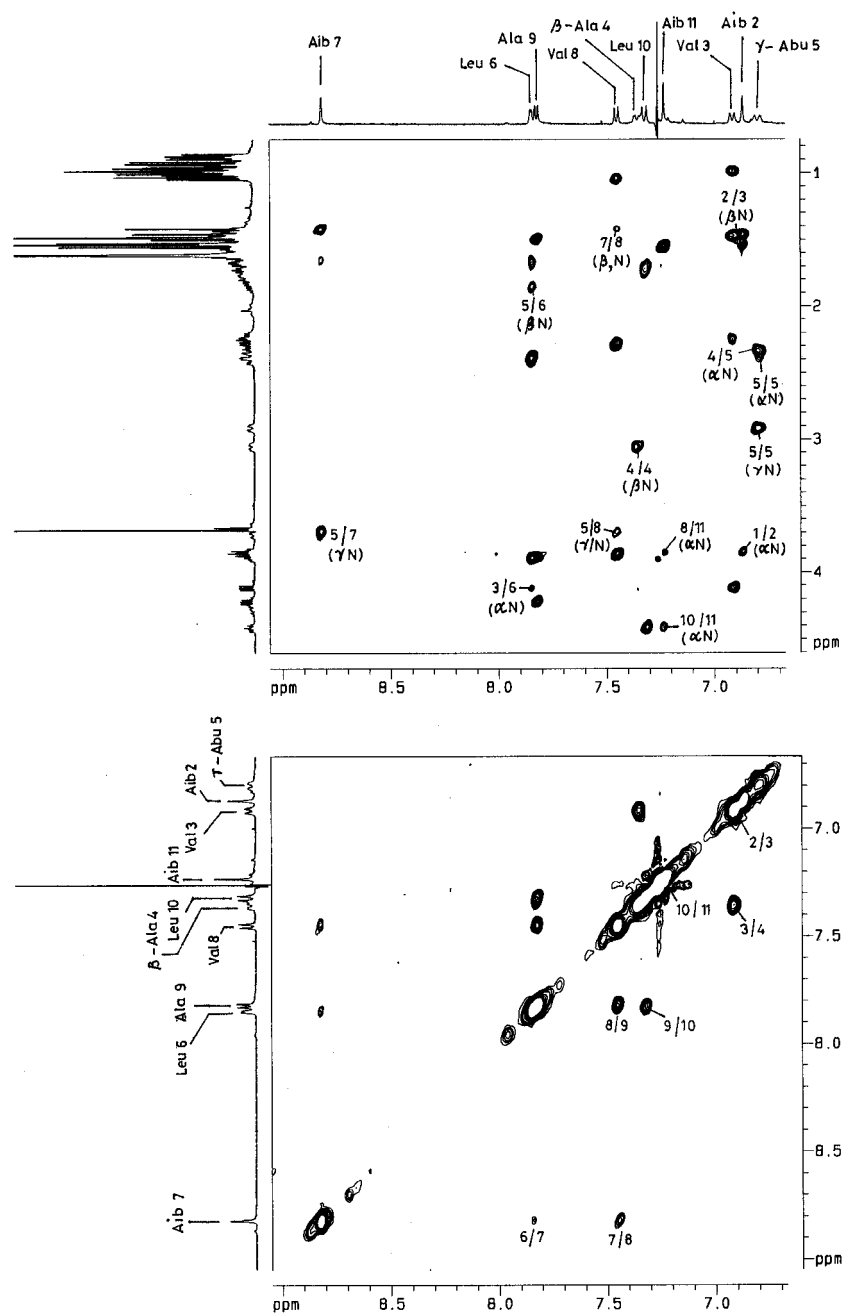 Aib 7
Leu 6
Ala 9
Val 8
β-Ala 4
Leu 10
Aib 11
Val 3
Aib 2
γ-Abu 5
1
2/3
(βN)
7/8
(β,N)
2
5/6
(βN)
4/5
(αN)
5/5
(αN)
3
4/4
(βN)
5/5
(γN)
5/7
(γN)
5/8
(γ/N)
8/11
(αN)
1/2
(αN)
4
3/6
(αN)
10/11
(αN)
ppm
ppm 8.5 8.0 7.5 7.0
τ-Abu 5
Aib 2
Val 3
Aib 11
Leu 10
β-Ala 4
Val 8
Ala 9
Leu 6
Aib 7
7.0
2/3
10/11
3/4
7.5
8/9
9/10
8.0
8.5
6/7
7/8
ppm
ppm 8.5 8.0 7.5 7.0